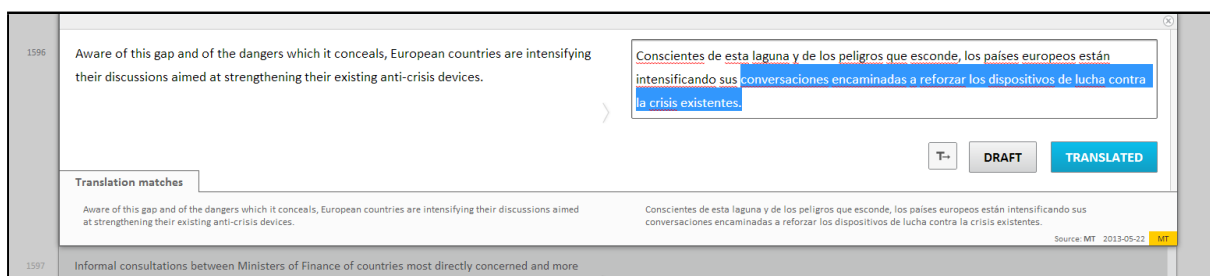 1596
Aware of this gap and of the dangers which it conceals, European countries are intensifying
their discussions aimed at strengthening their existing anti-crisis devices.
Conscientes de esta laguna y de los peligros que esconde, los países europeos están
intensificando sus conversaciones encaminadas a reforzar los dispositivos de lucha contra
la crisis existentes.
T→
DRAFT
TRANSLATED
Translation matches
Aware of this gap and of the dangers which it conceals, European countries are intensifying their discussions aimed
at strengthening their existing anti-crisis devices.
Conscientes de esta laguna y de los peligros que esconde, los países europeos están intensificando sus
conversaciones encaminadas a reforzar los dispositivos de lucha contra la crisis existentes.
Source: MT 2013-05-22 MT
1597
Informal consultations between Ministers of Finance of countries most directly concerned and more